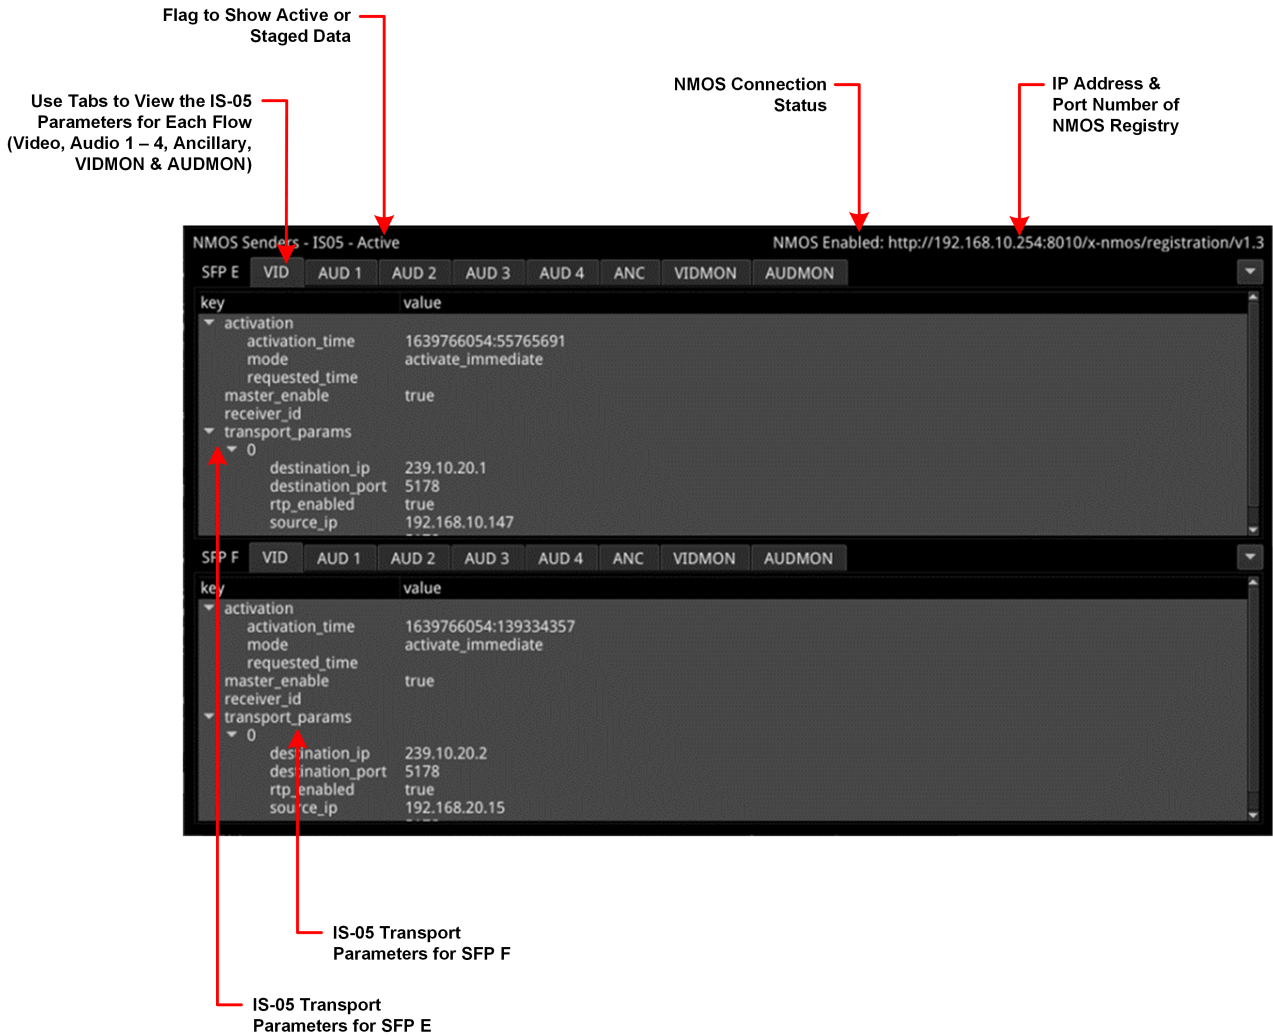 Flag to Show Active or
Staged Data
Use Tabs to View the IS-05
Parameters for Each Flow
(Video, Audio 1 – 4, Ancillary,
VIDMON & AUDMON)
NMOS Connection
Status
IP Address &
Port Number of
NMOS Registry
NMOS Senders - IS05 - Active
NMOS Enabled: http://192.168.10.254:8010/x-nmos/registration/v1.3
SFP E VID AUD 1 AUD 2 AUD 3 AUD 4 ANC VIDMON AUDMON
key value
activation
activation_time 1639766054:55765691
mode activate_immediate
requested_time
master_enable true
receiver_id
transport_params
0
destination_ip 239.10.20.1
destination_port 5178
rtp_enabled true
source_ip 192.168.10.147
SFP F VID AUD 1 AUD 2 AUD 3 AUD 4 ANC VIDMON AUDMON
key value
activation
activation_time 1639766054:139334357
mode activate_immediate
requested_time
master_enable true
receiver_id
transport_params
0
destination_ip 239.10.20.2
destination_port 5178
rtp_enabled true
source_ip 192.168.20.15
IS-05 Transport
Parameters for SFP F
IS-05 Transport
Parameters for SFP E